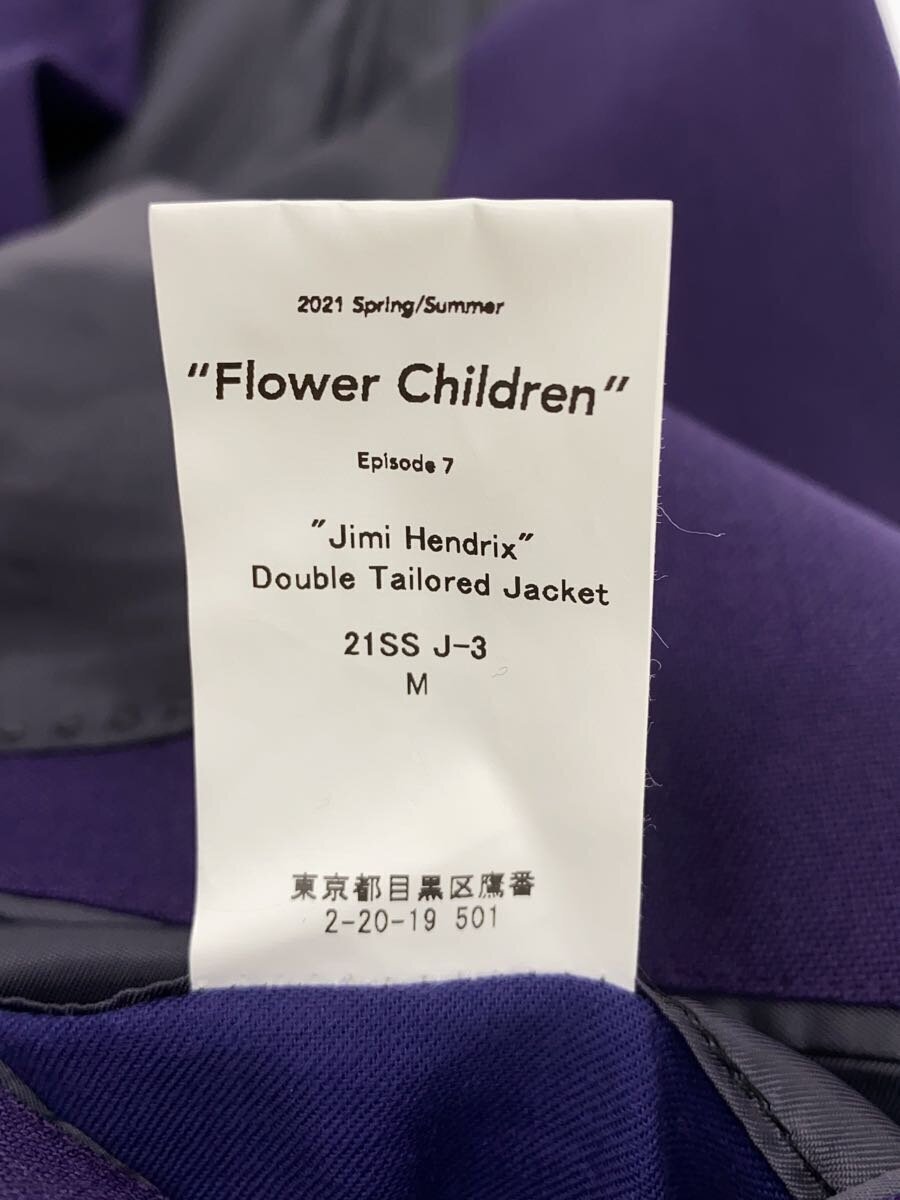 2021 Spring/Summer
"Flower Children"
Episode 7
"Jimi Hendrix"
Double Tailored Jacket
21SS J-3
M
東京都目黒区鷹番
2-20-19 501